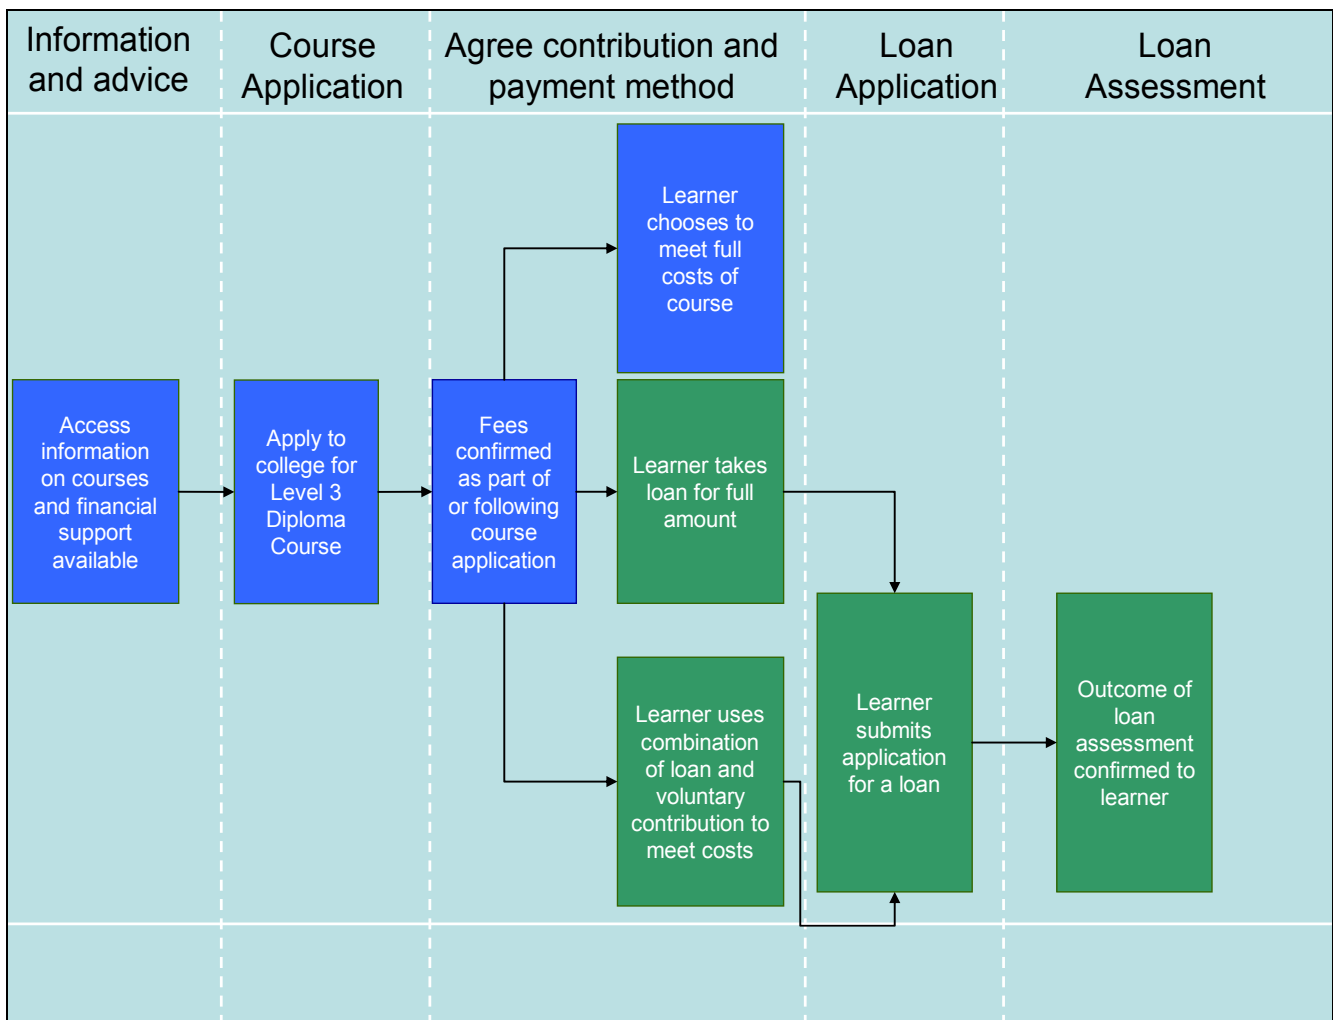 Information
and advice
Course
Application
Agree contribution and
payment method
Loan
Application
Loan
Assessment
Learner
chooses to
meet full
costs of
course
Access
information
on courses
and financial
support
available
Apply to
college for
Level 3
Diploma
Course
Fees
confirmed
as part of
or following
course
application
Learner takes
loan for full
amount
Learner uses
combination
of loan and
voluntary
contribution to
meet costs
Learner
submits
application
for a loan
Outcome of
loan
assessment
confirmed to
learner